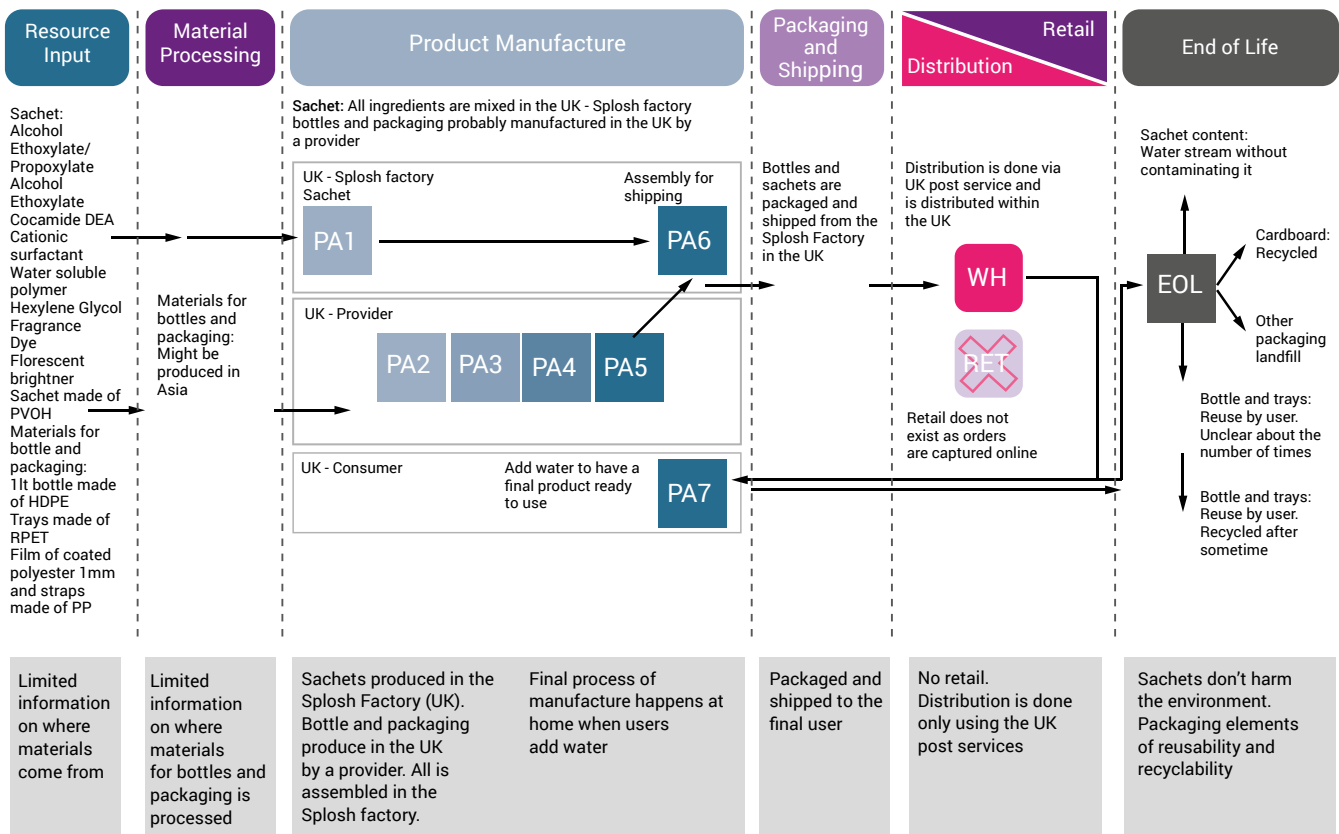 Resource
Input
Material
Processing
Product Manufacture
Packaging
and
Shipping
Retail
Distribution
End of Life
Sachet:
Alcohol
Ethoxylate/
Propoxylate
Alcohol
Ethoxylate
Cocamide DEA
Cationic
surfactant
Water soluble
polymer
Hexylene Glycol
Fragrance
Dye
Florescent
brightner
Sachet made of
PVOH
Materials for
bottle and
packaging:
1lt bottle made
of HDPE
Trays made of
RPET
Film of coated
polyester 1mm
and straps
made of PP
Materials for
bottles and
packaging:
Might be
produced in
Asia
Sachet: All ingredients are mixed in the UK - Splosh factory
bottles and packaging probably manufactured in the UK by
a provider
UK - Splosh factory
Sachet
PA1
Assembly for
shipping
PA6
UK - Provider
PA2
PA3
PA4
PA5
UK - Consumer
Add water to have a
final product ready
to use
PA7
Bottles and
sachets are
packaged and
shipped from the
Splosh Factory
in the UK
Distribution is done via
UK post service and
is distributed within
the UK
WH
RET
Retail does not
exist as orders
are captured online
Sachet content:
Water stream without
contaminating it
EOL
Cardboard:
Recycled
Other
packaging
landfill
Bottle and trays:
Reuse by user.
Unclear about the
number of times
Bottle and trays:
Reuse by user.
Recycled after
sometime
Limited
information
on where
materials
come from
Limited
information
on where
materials
for bottles and
packaging is
processed
Sachets produced in the
Splosh Factory (UK).
Bottle and packaging
produce in the UK
by a provider. All is
assembled in the
Splosh factory.
Final process of
manufacture happens at
home when users
add water
Packaged and
shipped to the
final user
No retail.
Distribution is done
only using the UK
post services
Sachets don't harm
the environment.
Packaging elements
of reusability and
recyclability